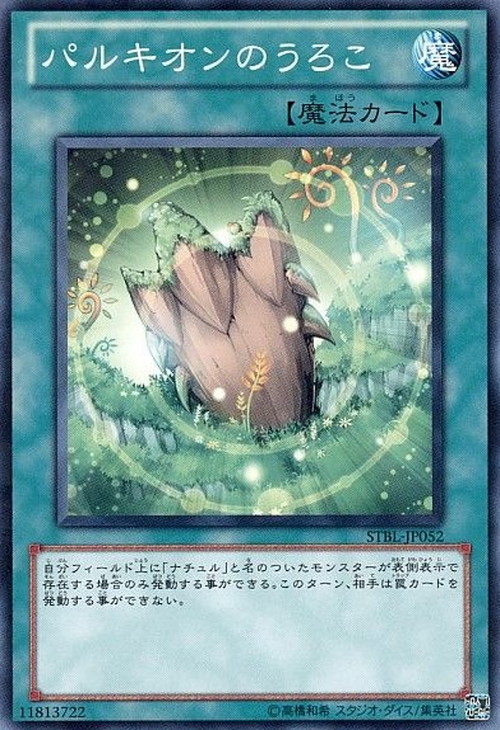 パルキオンのうろこ
魔
【魔法カード】
STBL-JP052
自分フィールド上に「ナチュル」と名のついたモンスターが表側表示で
存在する場合のみ発動する事ができる。このターン、相手は罠カードを
発動する事ができない。
11813722
©高橋和希 スタジオ・ダイス/集英社